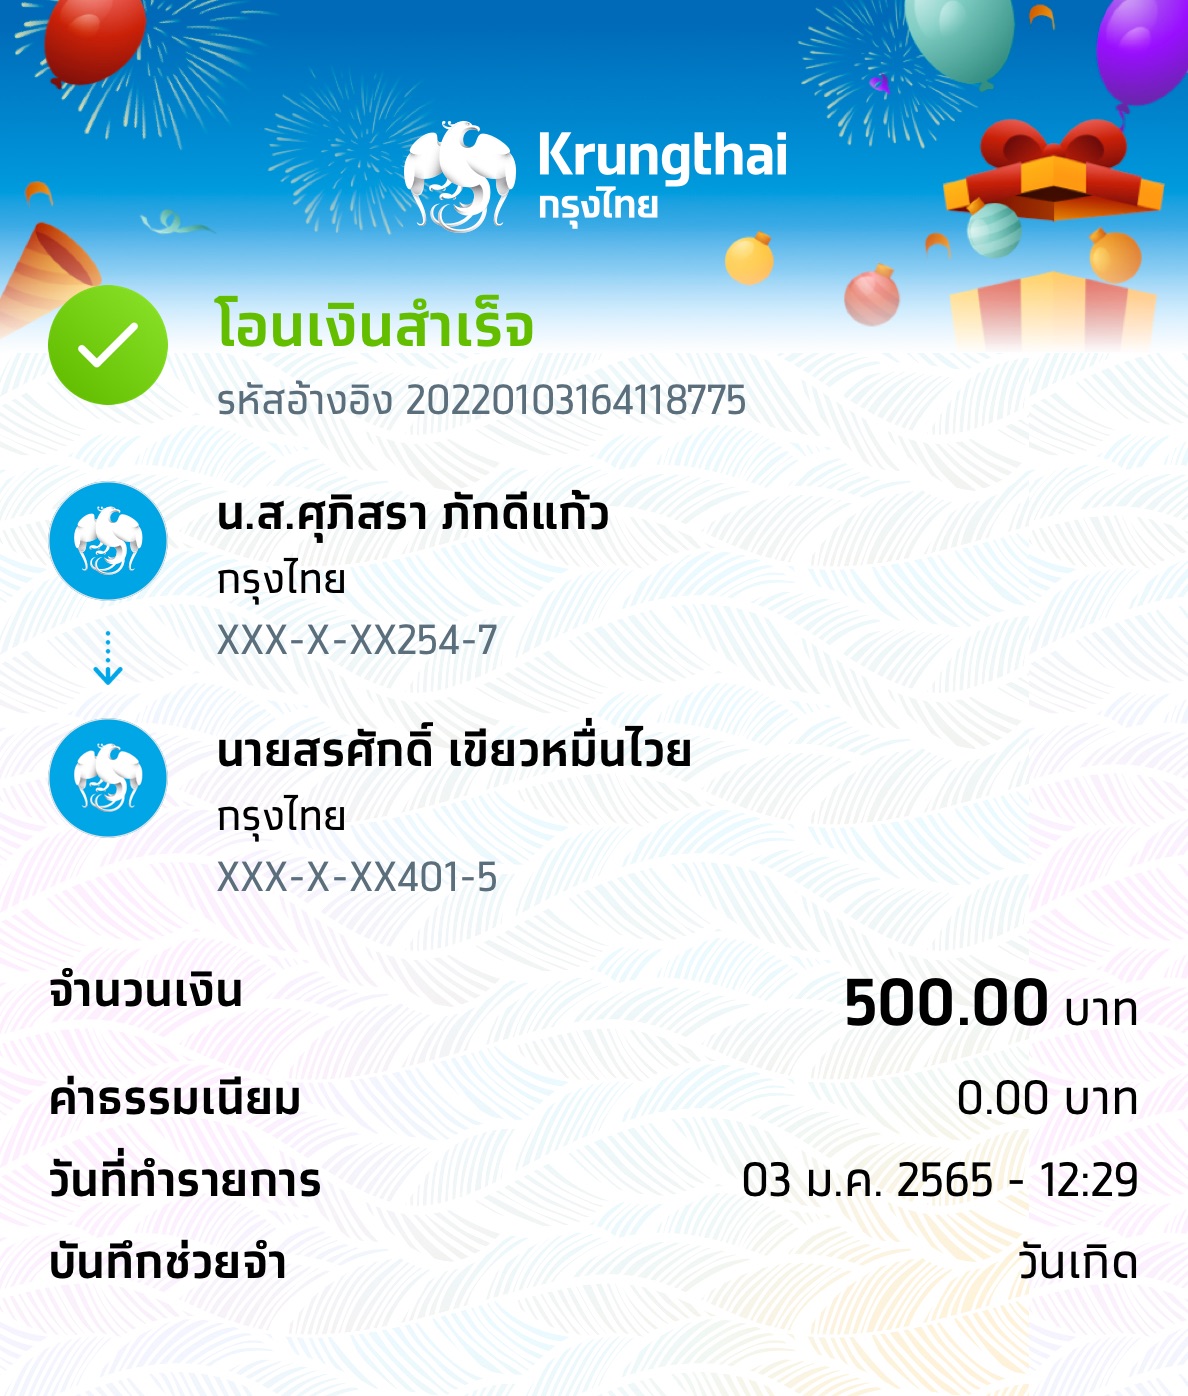 Krungthai
กรุงไทย
โอนเงินสำเร็จ
รหัสอ้างอิง 20220103164118775
น.ส.ศุภิสรา ภักดีแก้ว
กรุงไทย
XXX-X-XX254-7
นายสรศักดิ์ เขียวหมื่นไวย
กรุงไทย
XXX-X-XX401-5
จำนวนเงิน 500.00 บาท
ค่าธรรมเนียม 0.00 บาท
วันที่ทำรายการ 03 ม.ค. 2565 - 12:29
บันทึกช่วยจำ วันเกิด